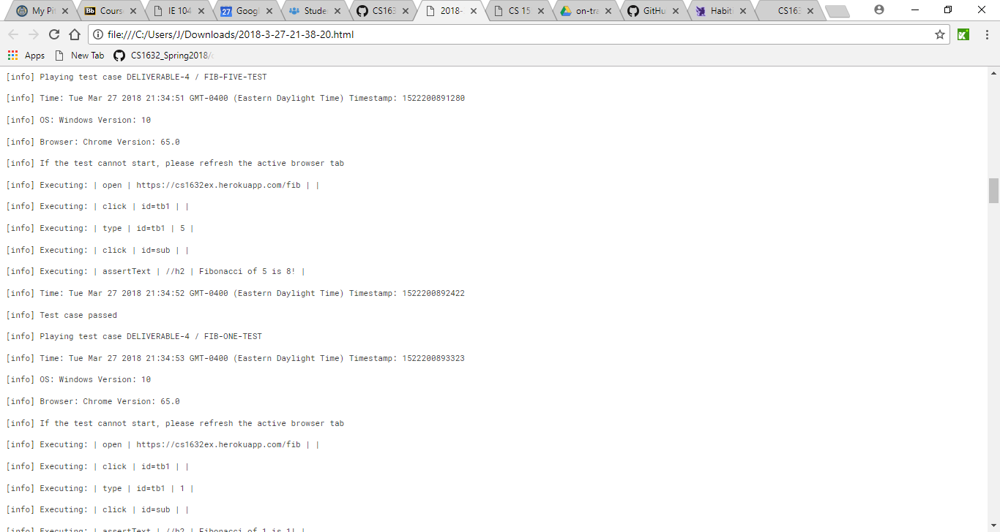 My Pi
Cours
IE 104
27 Googl
Stude
CS163
2018-
CS 15
on-tra
GitHu
Habiti
CS163
file:///C:/Users/J/Downloads/2018-3-27-21-38-20.html
Apps New Tab CS1632_Spring2018/
[info] Playing test case DELIVERABLE-4 / FIB-FIVE-TEST
[info] Time: Tue Mar 27 2018 21:34:51 GMT-0400 (Eastern Daylight Time) Timestamp: 1522200891280
[info] OS: Windows Version: 10
[info] Browser: Chrome Version: 65.0
[info] If the test cannot start, please refresh the active browser tab
[info] Executing: | open | https://cs1632ex.herokuapp.com/fib | |
[info] Executing: | click | id=tb1 | |
[info] Executing: | type | id=tb1 | 5 |
[info] Executing: | click | id=sub | |
[info] Executing: | assertText | //h2 | Fibonacci of 5 is 8! |
[info] Time: Tue Mar 27 2018 21:34:52 GMT-0400 (Eastern Daylight Time) Timestamp: 1522200892422
[info] Test case passed
[info] Playing test case DELIVERABLE-4 / FIB-ONE-TEST
[info] Time: Tue Mar 27 2018 21:34:53 GMT-0400 (Eastern Daylight Time) Timestamp: 1522200893323
[info] OS: Windows Version: 10
[info] Browser: Chrome Version: 65.0
[info] If the test cannot start, please refresh the active browser tab
[info] Executing: | open | https://cs1632ex.herokuapp.com/fib | |
[info] Executing: | click | id=tb1 | |
[info] Executing: | type | id=tb1 | 1 |
[info] Executing: | click | id=sub | |
[info] Executing: | assertText | //h2 | Fibonacci of 1 is 1! |